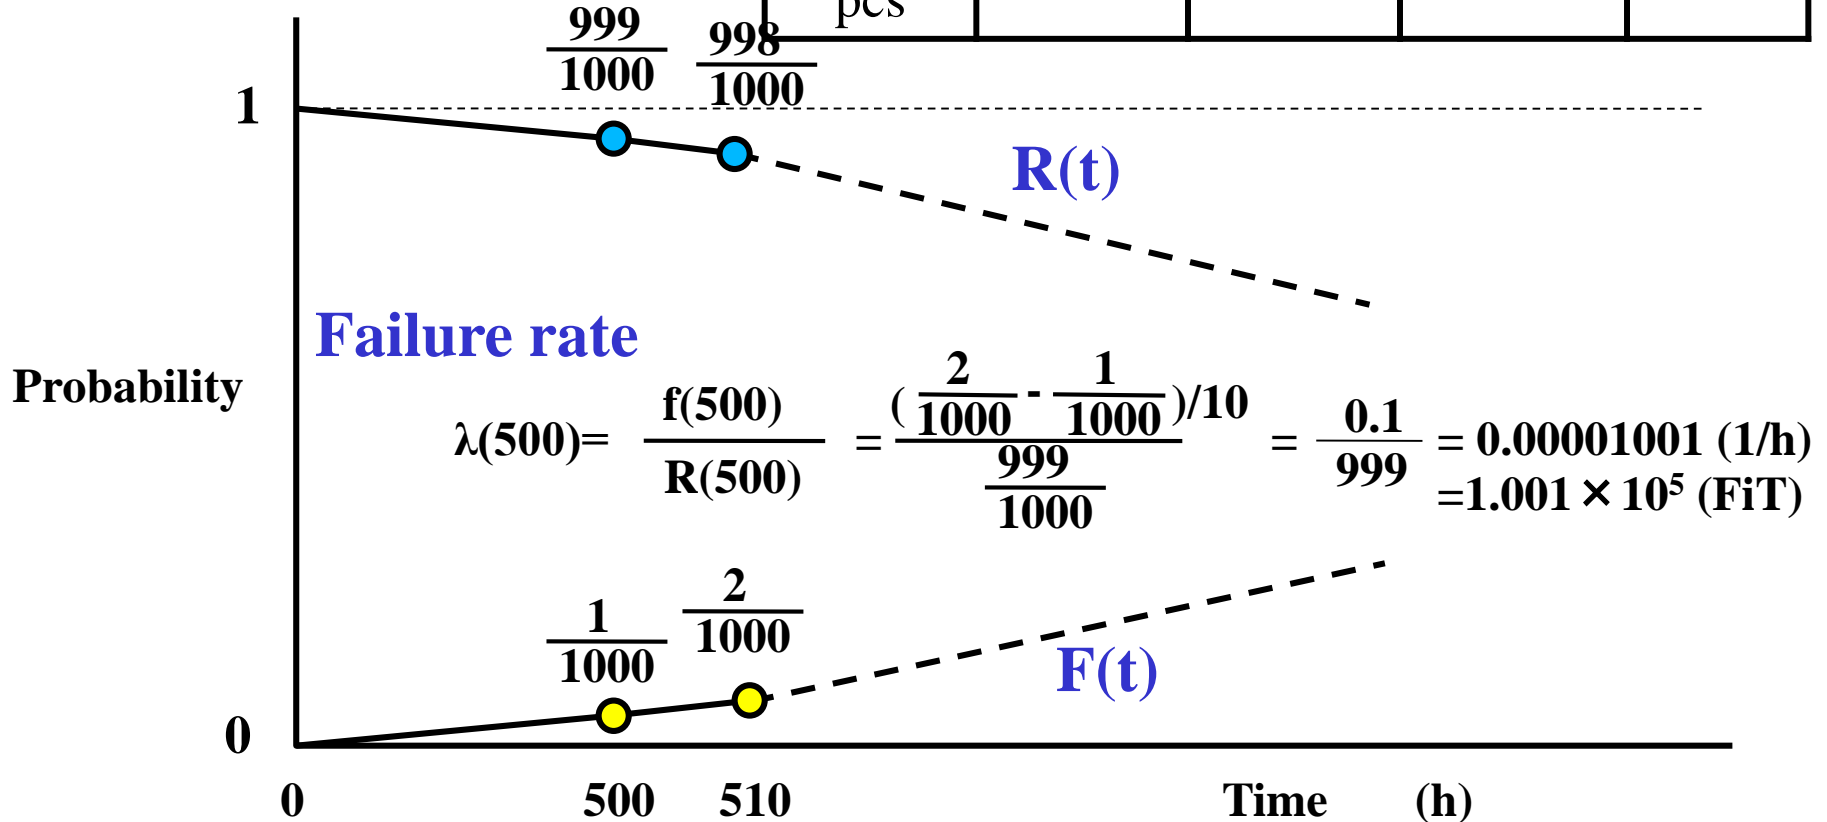 pcs
999
1000
998
1000
1
R(t)
Failure rate
Probability
λ(500)= f(500) / R(500) = ( 2/1000 - 1/1000 )/10 / 999/1000 = 0.1/999 = 0.00001001 (1/h)
=1.001 × 10⁵ (FiT)
1
1000
2
1000
F(t)
0
0 500 510 Time (h)